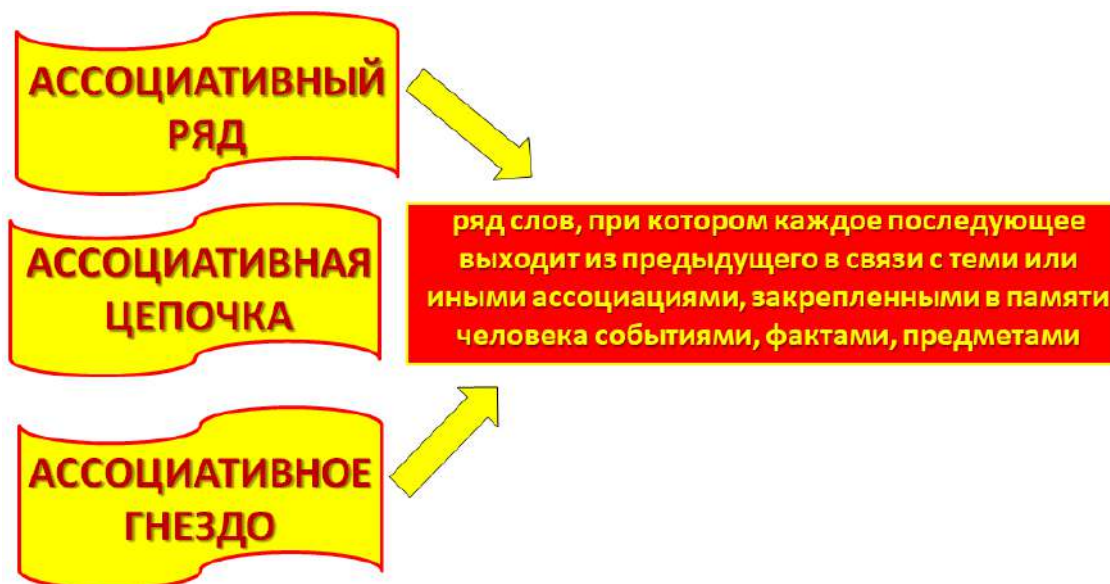 АССОЦИАТИВНЫЙ
РЯД
АССОЦИАТИВНАЯ
ЦЕПОЧКА
ряд слов, при котором каждое последующее
выходит из предыдущего в связи с теми или
иными ассоциациями, закрепленными в памяти
человека событиями, фактами, предметами
АССОЦИАТИВНОЕ
ГНЕЗДО